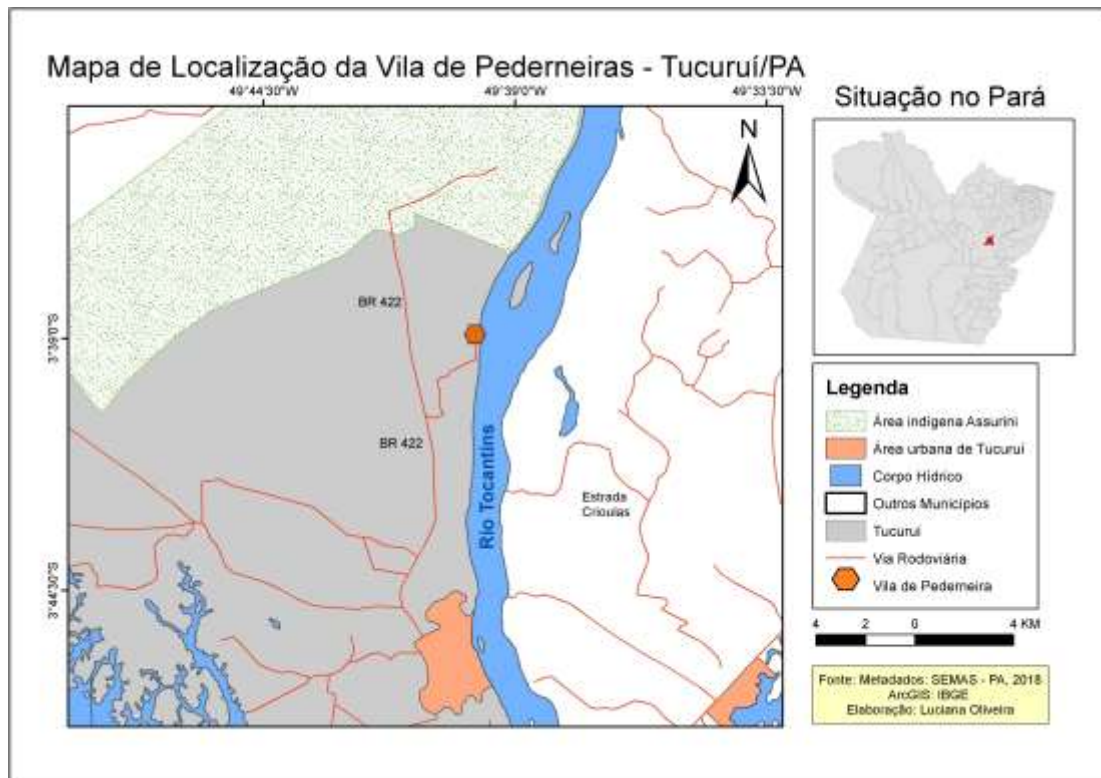 Mapa de Localização da Vila de Pederneiras - Tucuruí/PA
49°44'30"W
49°39'0"W
49°33'30"W
3°39'0"S
3°44'30"S
N
BR 422
BR 422
Rio Tocantins
Estrada
Crioulas
Situação no Pará
Legenda
Área indígena Assurini
Área urbana de Tucuruí
Corpo Hídrico
Outros Municípios
Tucuruí
Via Rodoviária
Vila de Pederneira
4 2 0 4 KM
Fonte: Metadados: SEMAS - PA, 2018
ArcGIS: IBGE
Elaboração: Luciana Oliveira